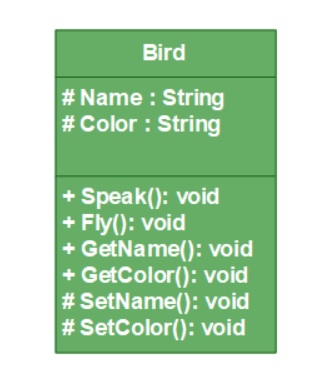 Bird
# Name : String
# Color : String
+ Speak(): void
+ Fly(): void
+ GetName(): void
+ GetColor(): void
# SetName(): void
# SetColor(): void